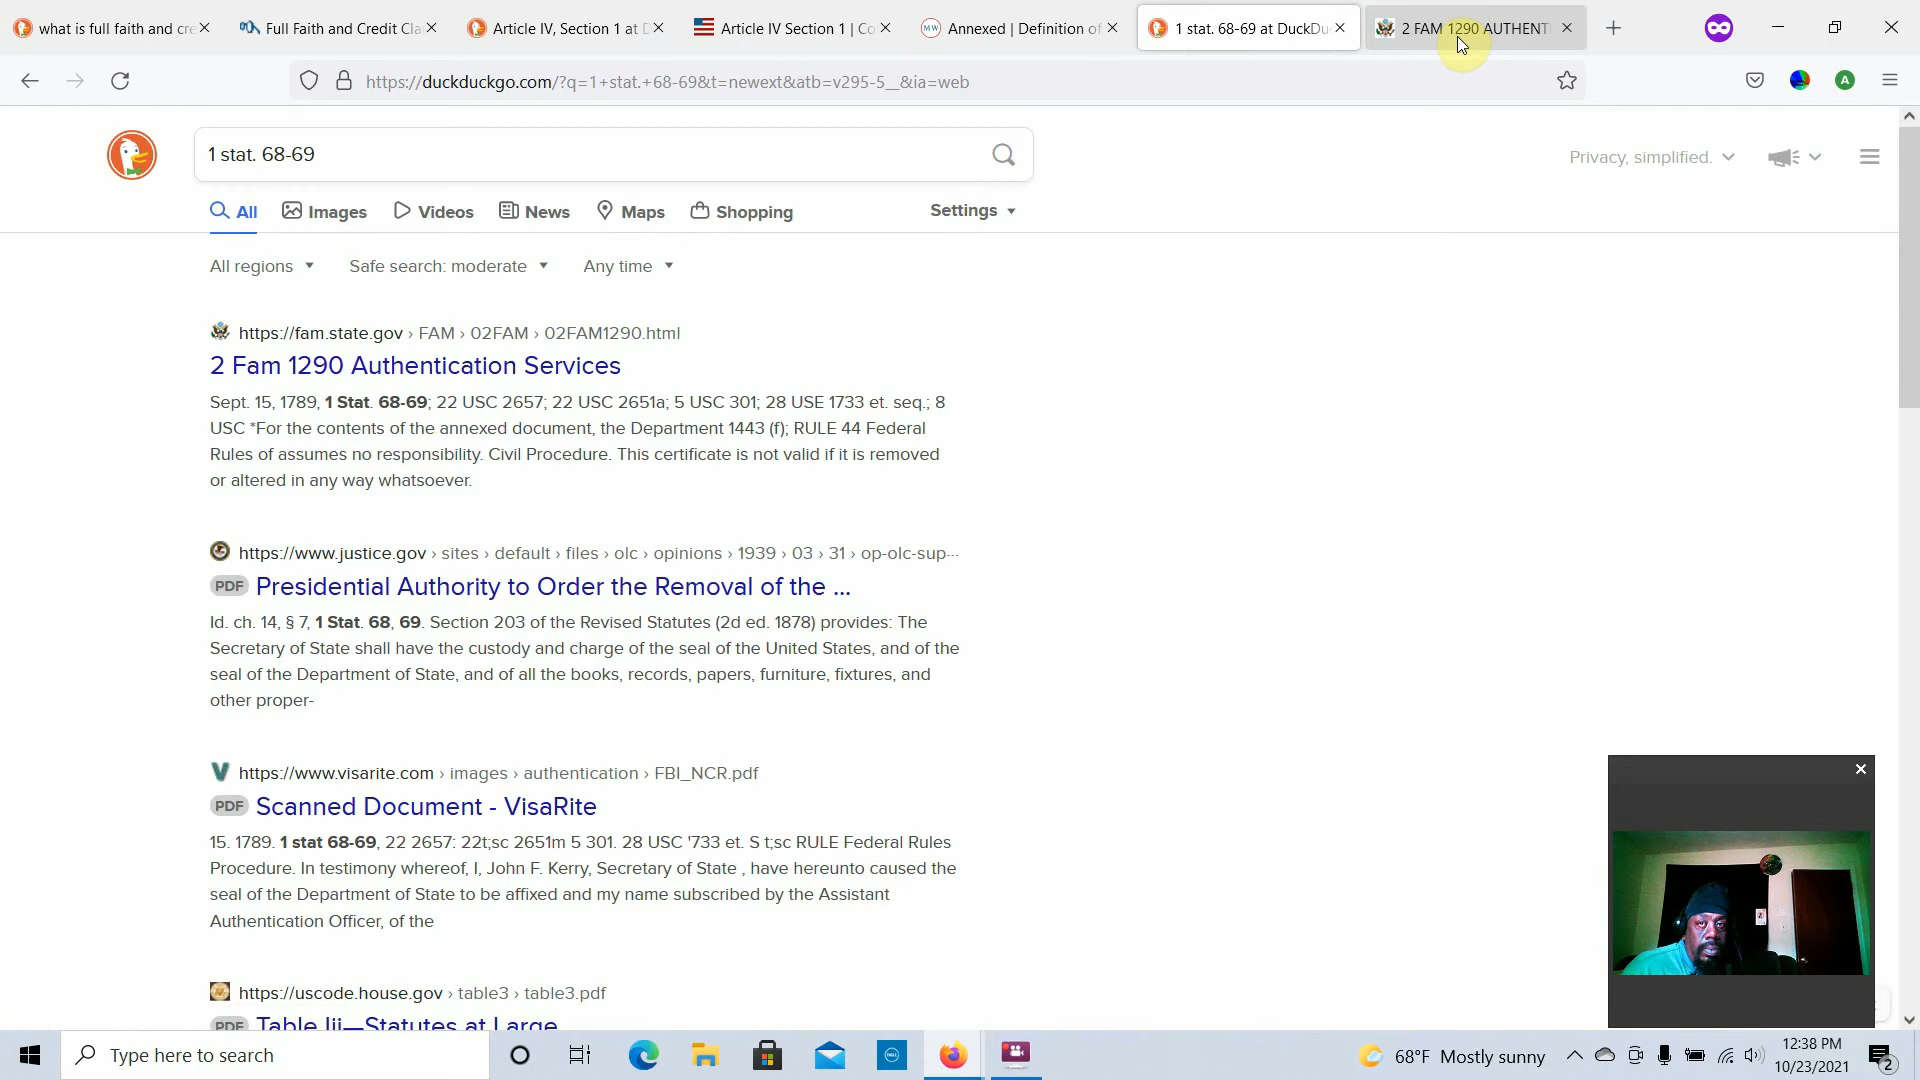 what is full faith and cre
Full Faith and Credit Cla
Article IV, Section 1 at D
Article IV Section 1 | Co
MW
Annexed | Definition of
1 stat. 68-69 at DuckDu
2 FAM 1290 AUTHENT
https://duckduckgo.com/?q=1+stat.+68-69&t=newext&atb=v295-5__&ia=web
A
1 stat. 68-69
Privacy, simplified.
All Images Videos News Maps Shopping Settings
All regions Safe search: moderate Any time
https://fam.state.gov › FAM › 02FAM › 02FAM1290.html
2 Fam 1290 Authentication Services
Sept. 15, 1789, 1 Stat. 68-69; 22 USC 2657; 22 USC 2651a; 5 USC 301; 28 USE 1733 et. seq.; 8
USC *For the contents of the annexed document, the Department 1443 (f); RULE 44 Federal
Rules of assumes no responsibility. Civil Procedure. This certificate is not valid if it is removed
or altered in any way whatsoever.
https://www.justice.gov › sites › default › files › olc › opinions › 1939 › 03 › 31 › op-olc-sup...
PDF Presidential Authority to Order the Removal of the ...
Id. ch. 14, § 7, 1 Stat. 68, 69. Section 203 of the Revised Statutes (2d ed. 1878) provides: The
Secretary of State shall have the custody and charge of the seal of the United States, and of the
seal of the Department of State, and of all the books, records, papers, furniture, fixtures, and
other proper-
https://www.visarite.com › images › authentication › FBI_NCR.pdf
PDF Scanned Document - VisaRite
15. 1789. 1 stat 68-69, 22 2657: 22t;sc 2651m 5 301. 28 USC '733 et. S t;sc RULE Federal Rules
Procedure. In testimony whereof, I, John F. Kerry, Secretary of State , have hereunto caused the
seal of the Department of State to be affixed and my name subscribed by the Assistant
Authentication Officer, of the
https://uscode.house.gov › table3 › table3.pdf
PDF Table Iii—Statutes at Large
Type here to search
DELL
68°F Mostly sunny
12:38 PM
10/23/2021
2